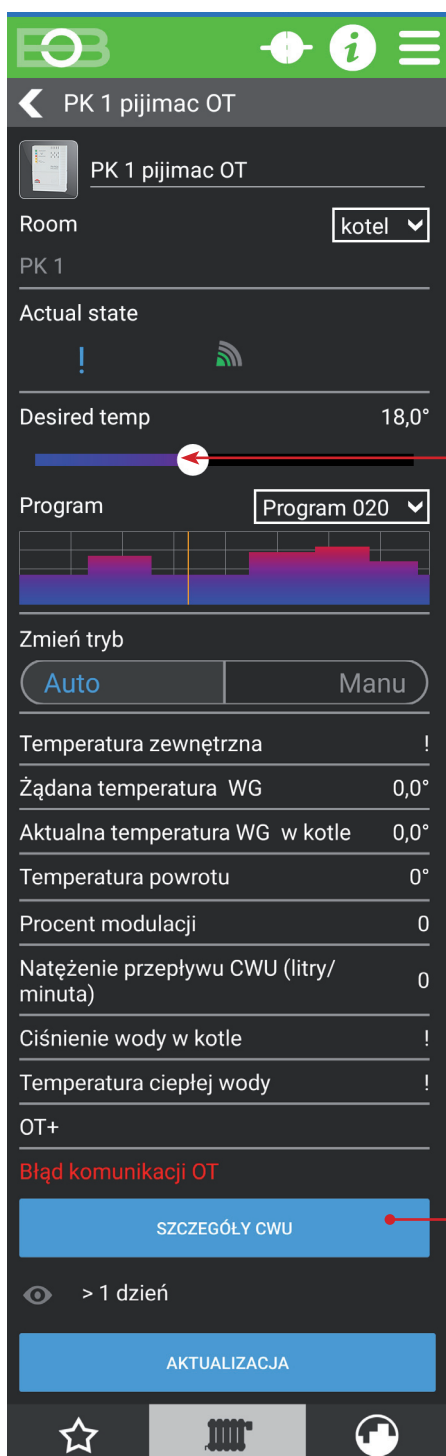 EOB
i
PK 1 pijimac OT
PK 1 pijimac OT
Room kotel
PK 1
Actual state
!
Desired temp 18,0°
Program Program 020
Zmień tryb
Auto Manu
Temperatura zewnętrzna !
Żądana temperatura WG 0,0°
Aktualna temperatura WG w kotle 0,0°
Temperatura powrotu 0°
Procent modulacji 0
Natężenie przepływu CWU (litry/
minuta) 0
Ciśnienie wody w kotle !
Temperatura ciepłej wody !
OT+
Błąd komunikacji OT
SZCZEGÓŁY CWU
> 1 dzień
AKTUALIZACJA